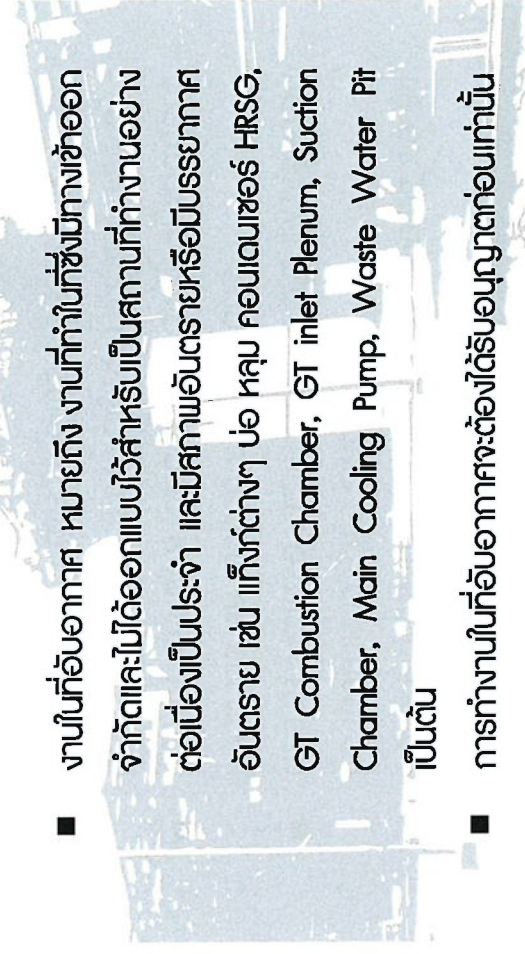 ■ งานในที่อับอากาศ หมายถึง งานที่ทำในที่ซึ่งมีทางเข้าออก
จำกัดและไม่ได้ออกแบบไว้สำหรับเป็นสถานที่ทำงานอย่าง
ต่อเนื่องเป็นประจำ และมีสภาพอันตรายหรือมีบรรยากาศ
อันตราย เช่น แท็งก์ต่างๆ บ่อ หลุม คอนเดนเซอร์ HRSG,
GT Combustion Chamber, GT inlet Plenum, Suction
Chamber, Main Cooling Pump, Waste Water Pit
เป็นต้น
■ การทำงานในที่อับอากาศจะต้องได้รับอนุญาตก่อนเท่านั้น